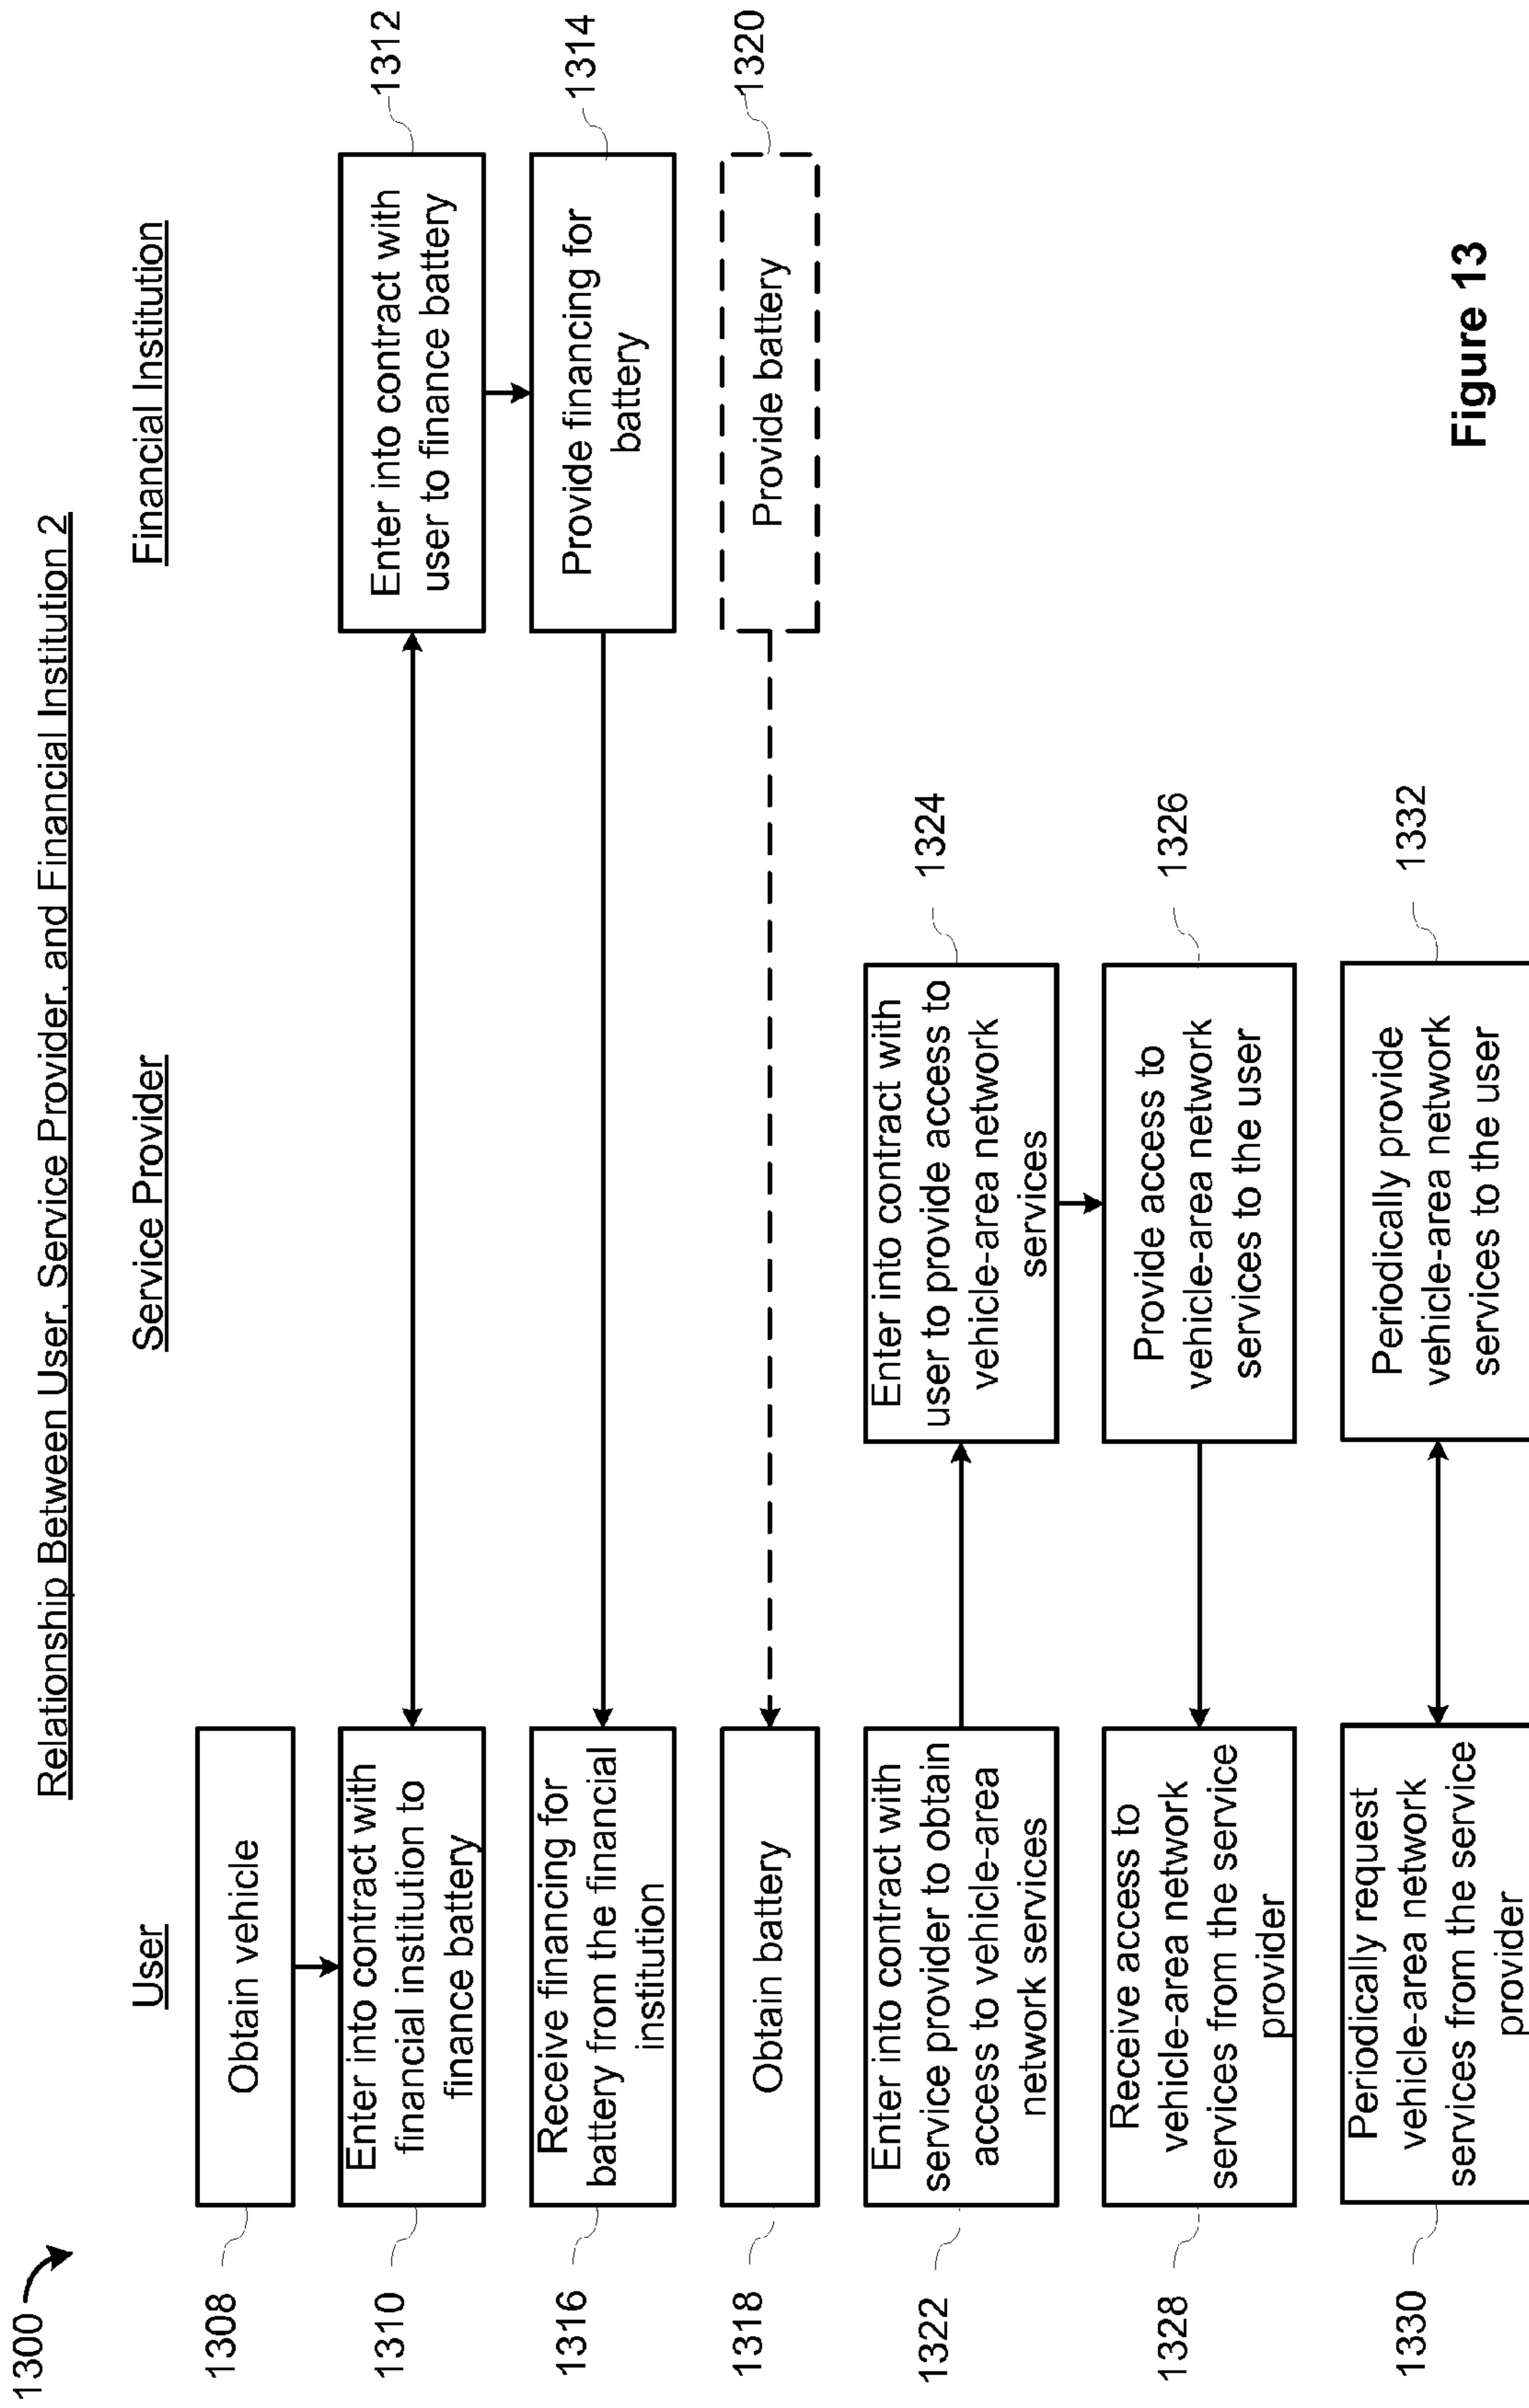 1300
Relationship Between User, Service Provider, and Financial Institution 2
User
Service Provider
Financial Institution
1308
Obtain vehicle
1310
Enter into contract with
financial institution to
finance battery
Enter into contract with
user to finance battery
1312
1316
Receive financing for
battery from the financial
institution
Provide financing for
battery
1314
1318
Obtain battery
Provide battery
1320
1322
Enter into contract with
service provider to obtain
access to vehicle-area
network services
Enter into contract with
user to provide access to
vehicle-area network
services
1324
1328
Receive access to
vehicle-area network
services from the service
provider
Provide access to
vehicle-area network
services to the user
1326
1330
Periodically request
vehicle-area network
services from the service
provider
Periodically provide
vehicle-area network
services to the user
1332
Figure 13